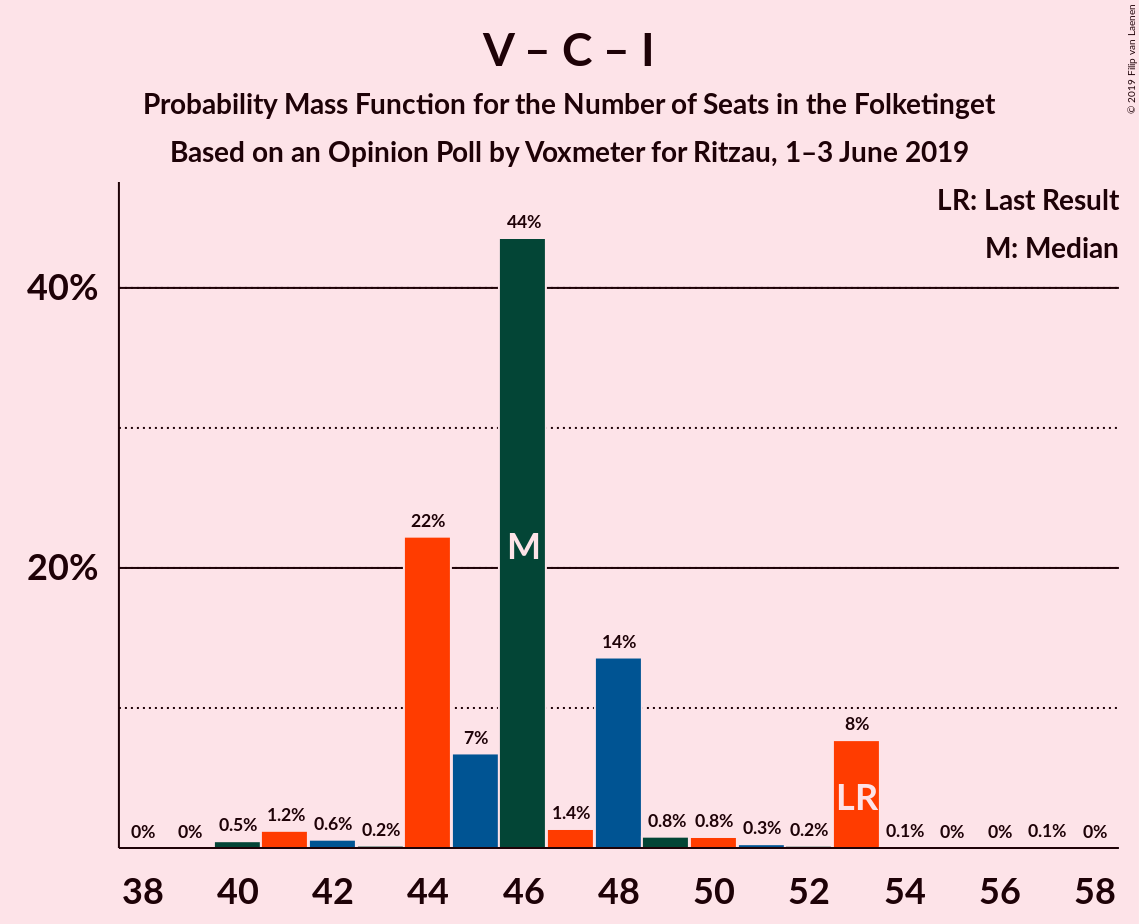 V – C – I
Probability Mass Function for the Number of Seats in the Folketinget
Based on an Opinion Poll by Voxmeter for Ritzau, 1–3 June 2019
© 2019 Filip van Laenen
LR: Last Result
M: Median
40%
20%
0% 0% 0.5% 1.2% 0.6% 0.2% 22% 7% 44% 1.4% 14% 0.8% 0.8% 0.3% 0.2% 8% 0.1% 0% 0% 0.1% 0%
M
LR
38 40 42 44 46 48 50 52 54 56 58